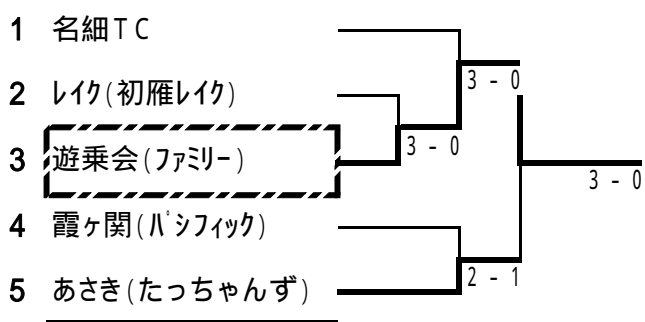 1 名細TC
3 - 0
2 ﾚｲｸ(初雁ﾚｲｸ)
3 - 0
3 遊乗会(ﾌｧﾐﾘｰ)
3 - 0
4 霞ヶ関(ﾊﾟｼﾌｨｯｸ)
2 - 1
5 あさき(たっちゃんず)